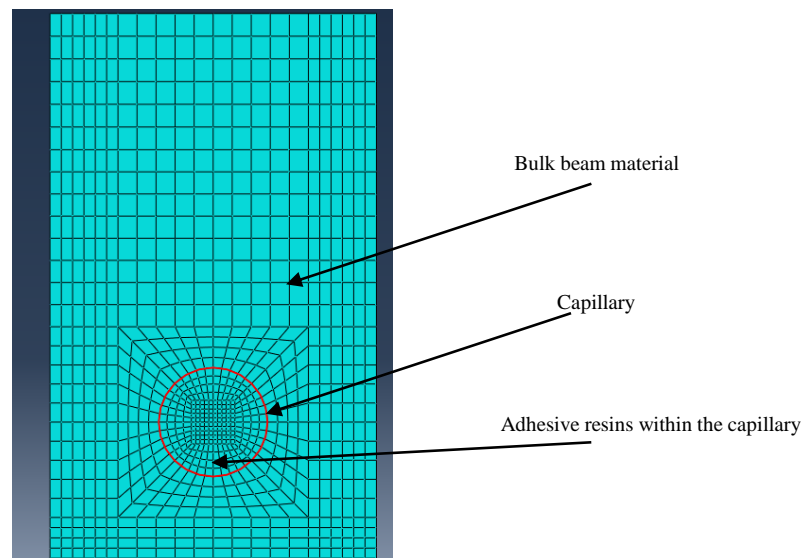 Bulk beam material
Capillary
Adhesive resins within the capillary